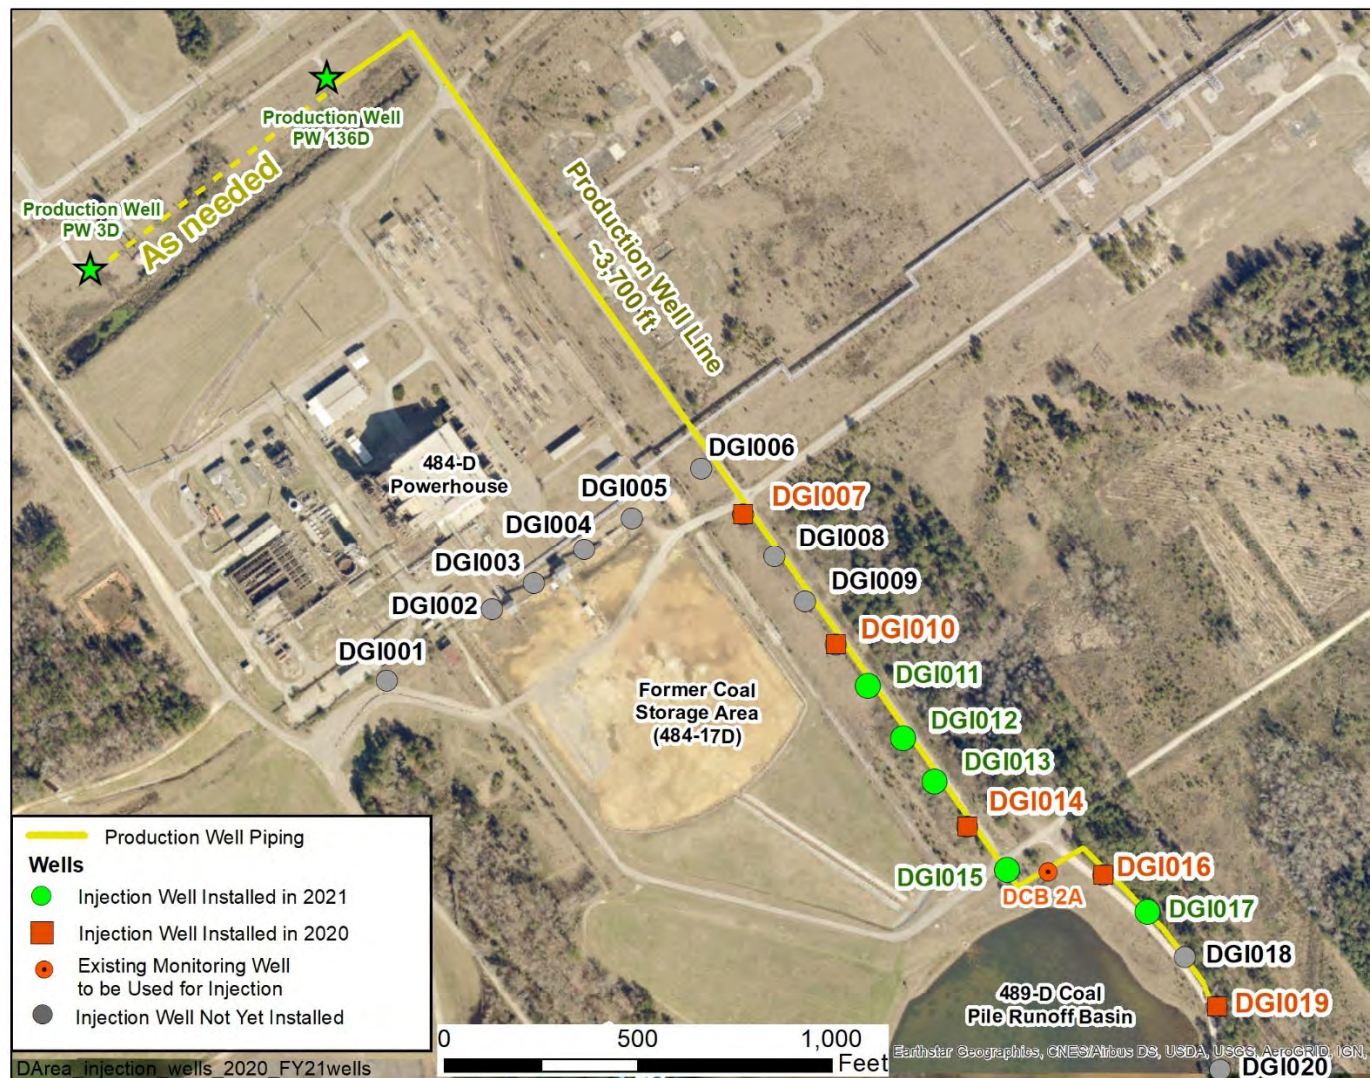 Production Well
PW 136D
Production Well
PW 3D
As needed
Production Well Line
~3,700 ft
DGI006
484-D
Powerhouse
DGI005
DGI007
DGI004
DGI008
DGI003
DGI009
DGI002
DGI010
DGI001
DGI011
Former Coal
Storage Area
(484-17D)
DGI012
DGI013
DGI014
DGI015
DCB 2A
DGI016
DGI017
DGI018
489-D Coal
Pile Runoff Basin
DGI019
DGI020
Production Well Piping
Wells
Injection Well Installed in 2021
Injection Well Installed in 2020
Existing Monitoring Well
to be Used for Injection
Injection Well Not Yet Installed
0 500 1,000
Feet
Earthstar Geographics, CNES/Airbus DS, USDA, USGS, AeroGRID, IGN,
DArea_injection_wells_2020_FY21wells